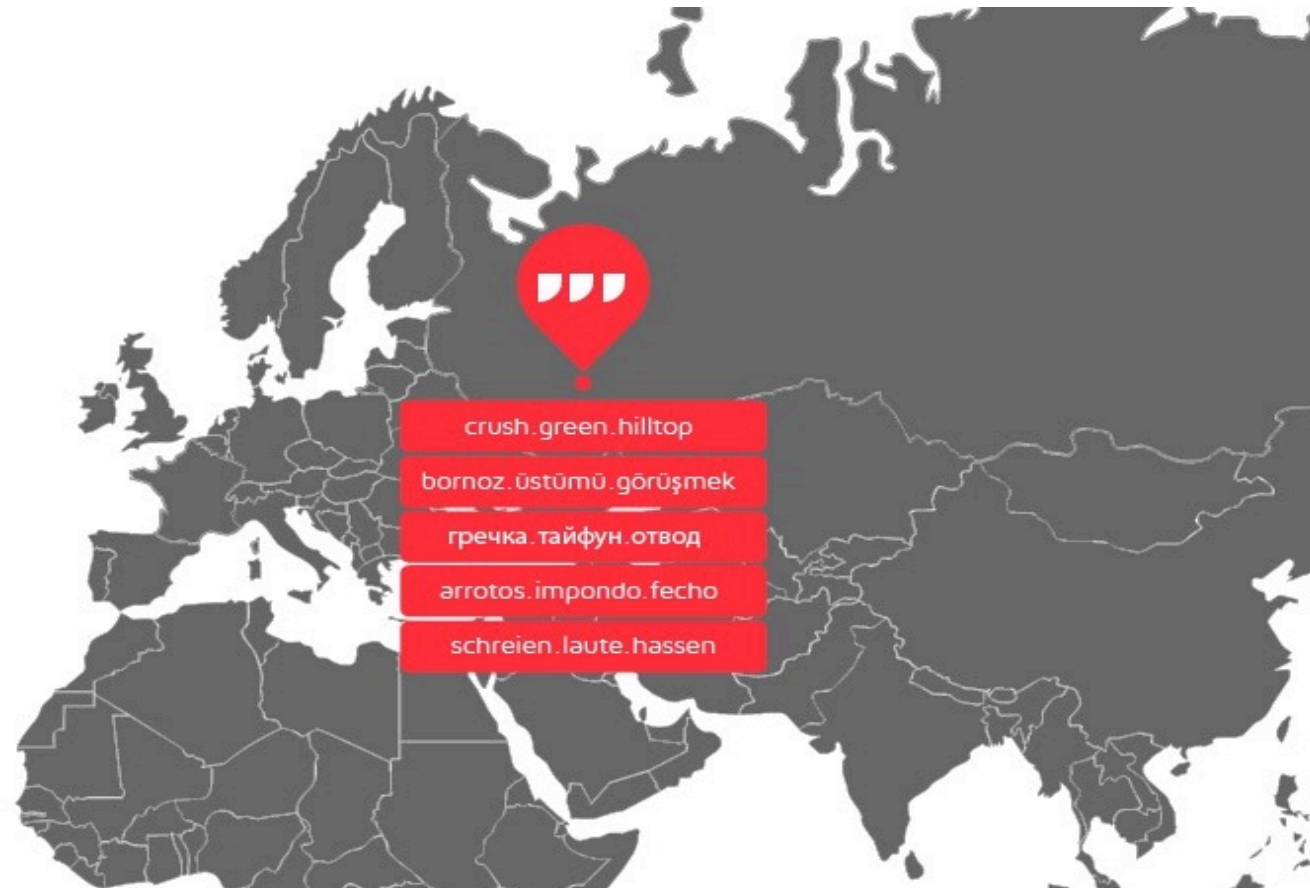 crush.green.hilltop
bornoz.üstümü.görüşmek
гречка.тайфун.отвод
arrotos.impondo.fecho
schreien.laute.hassen